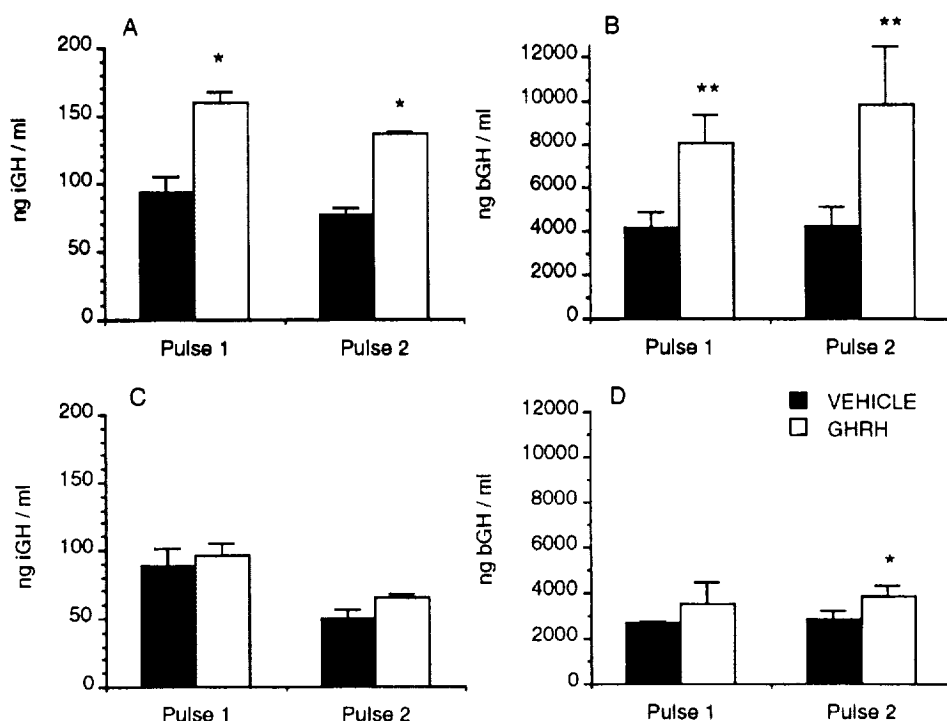 A
ng iGH / ml
200
150
100
50
0
*
*
Pulse 1
Pulse 2
B
ng bGH / ml
12000
10000
8000
6000
4000
2000
0
**
**
Pulse 1
Pulse 2
C
ng iGH / ml
200
150
100
50
0
Pulse 1
Pulse 2
D
ng bGH / ml
12000
10000
8000
6000
4000
2000
0
VEHICLE
GHRH
*
Pulse 1
Pulse 2